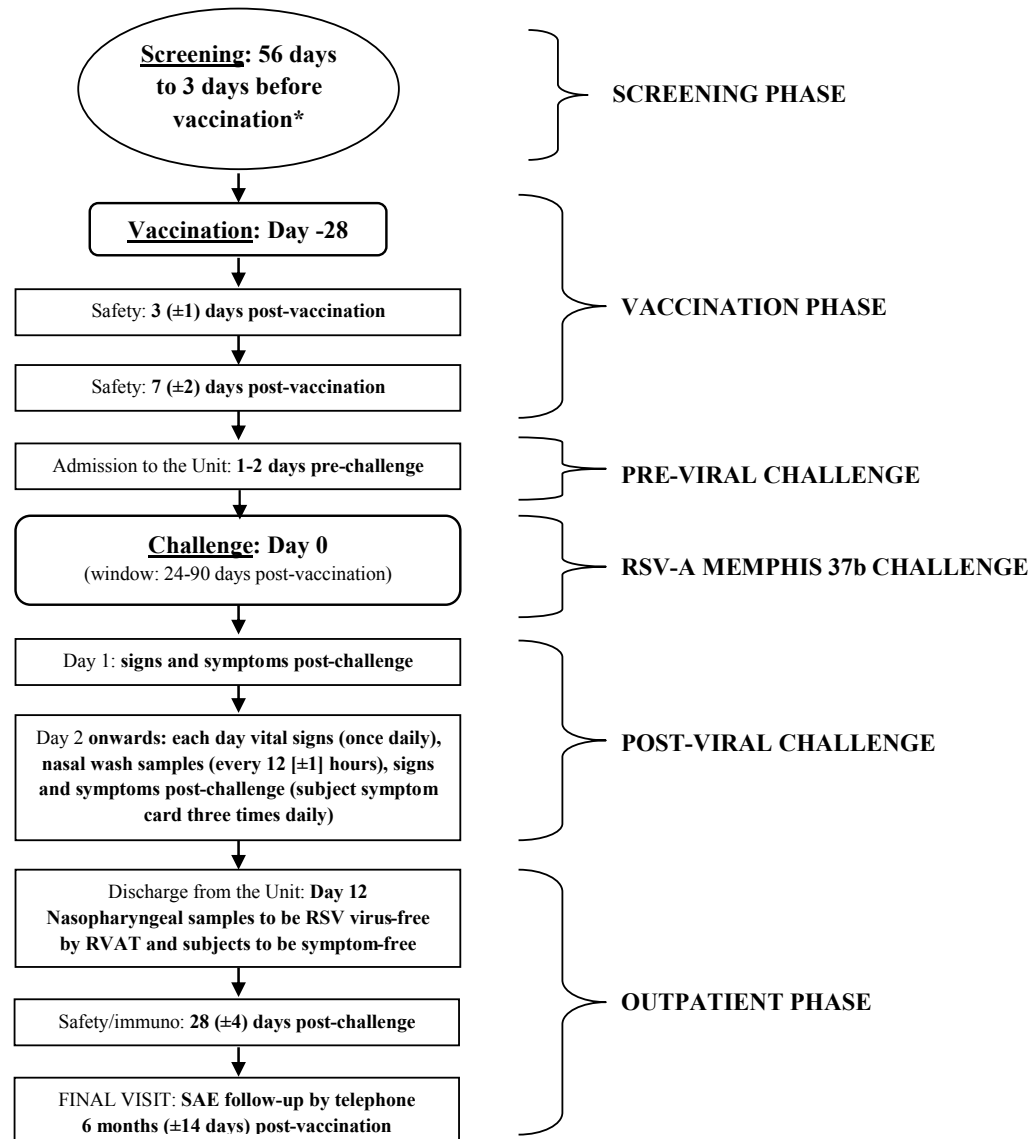 Screening: 56 days
to 3 days before
vaccination*
SCREENING PHASE
Vaccination: Day -28
Safety: 3 (±1) days post-vaccination
Safety: 7 (±2) days post-vaccination
VACCINATION PHASE
Admission to the Unit: 1-2 days pre-challenge
PRE-VIRAL CHALLENGE
Challenge: Day 0
(window: 24-90 days post-vaccination)
RSV-A MEMPHIS 37b CHALLENGE
Day 1: signs and symptoms post-challenge
Day 2 onwards: each day vital signs (once daily),
nasal wash samples (every 12 [±1] hours), signs
and symptoms post-challenge (subject symptom
card three times daily)
POST-VIRAL CHALLENGE
Discharge from the Unit: Day 12
Nasopharyngeal samples to be RSV virus-free
by RVAT and subjects to be symptom-free
Safety/immuno: 28 (±4) days post-challenge
FINAL VISIT: SAE follow-up by telephone
6 months (±14 days) post-vaccination
OUTPATIENT PHASE